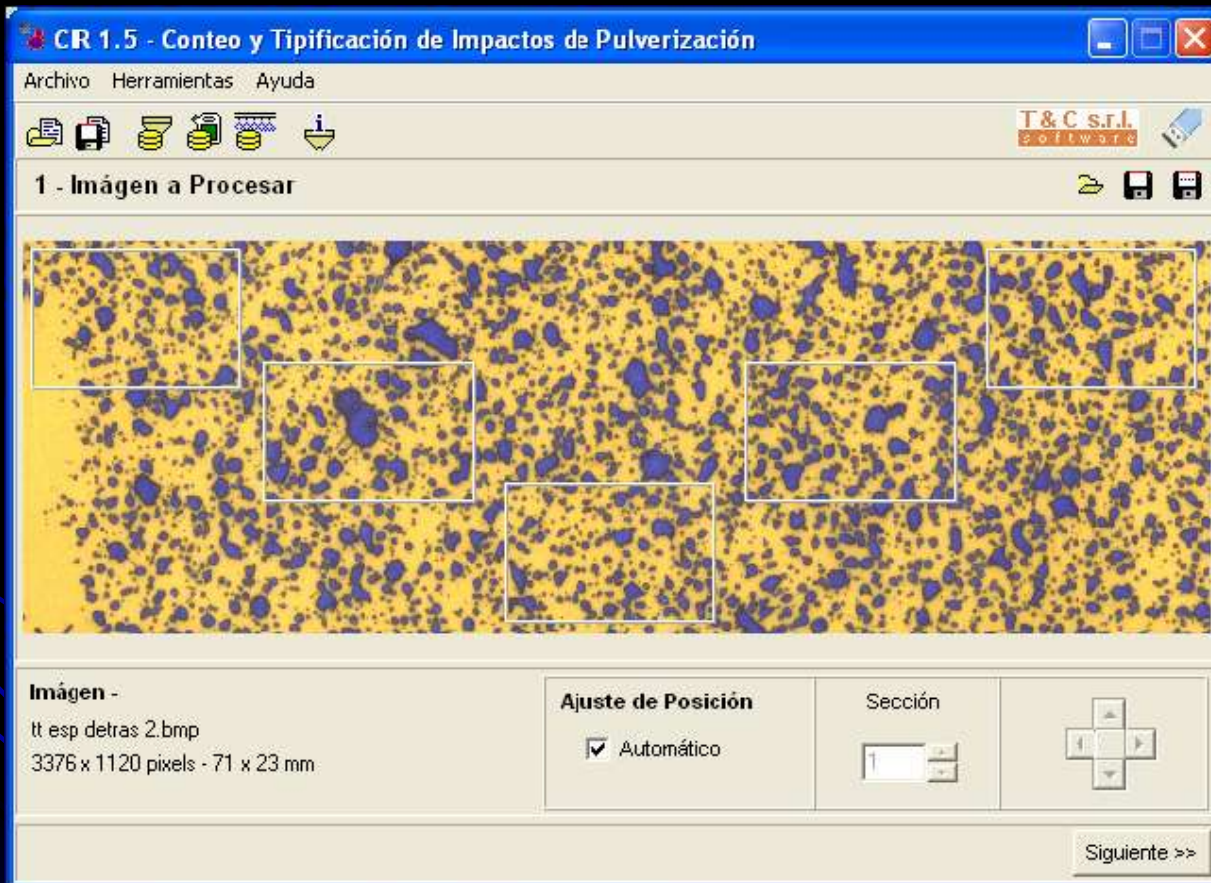 CR 1.5 - Conteo y Tipificación de Impactos de Pulverización
Archivo Herramientas Ayuda
T & C s.r.l.
software
1 - Imágen a Procesar
Imágen -
tt esp detras 2.bmp
3376 x 1120 pixels - 71 x 23 mm
Ajuste de Posición
Automático
Sección
1
Siguiente >>